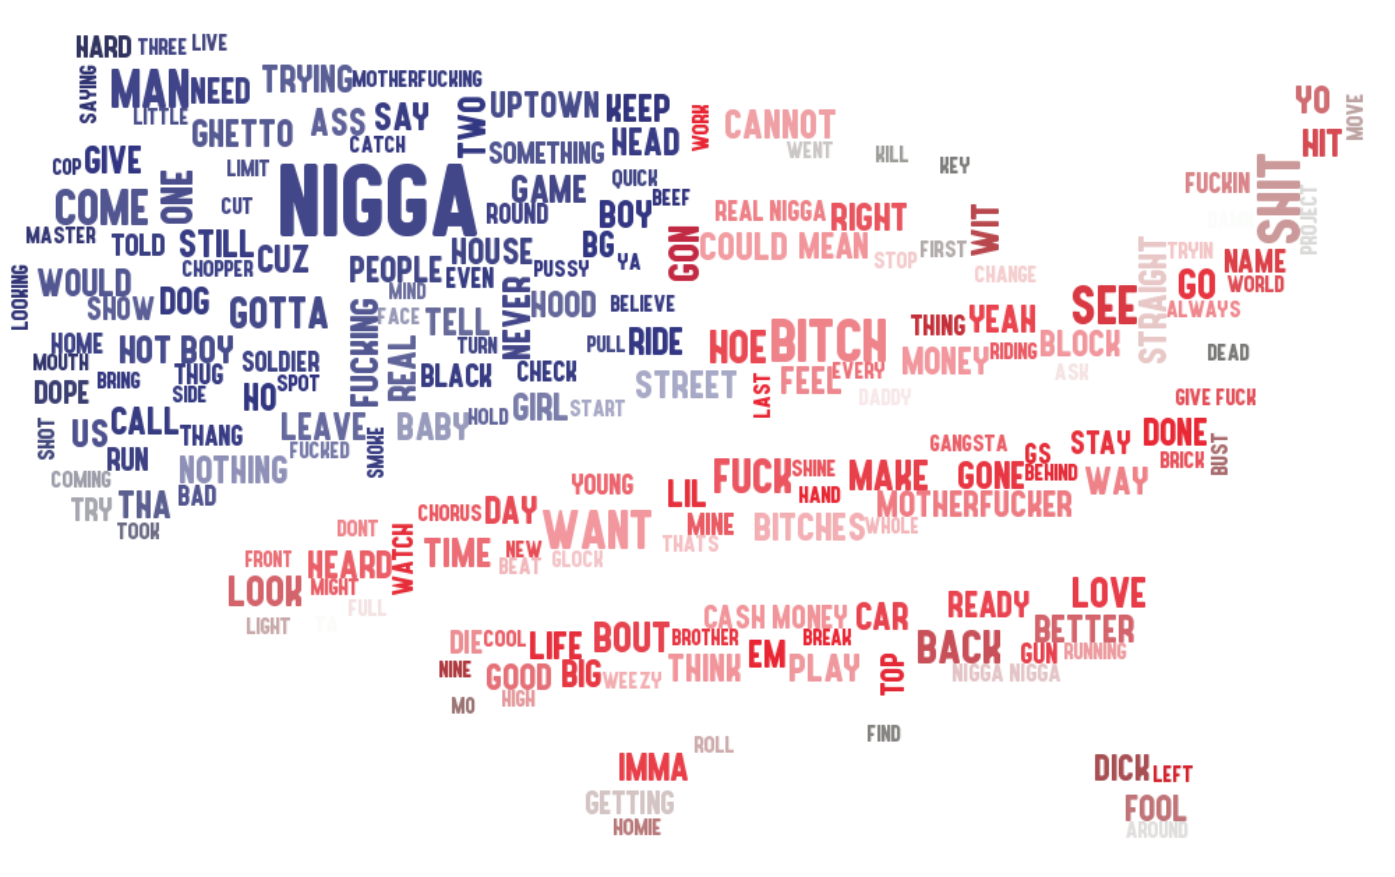 HARD THREE LIVE
SAYING
MAN NEED
TRYING
MOTHERFUCKING
LITTLE
GHETTO
ASS SAY
CATCH
TWO
UPTOWN KEEP
SOMETHING HEAD
WORK
CANNOT
WENT
KILL
KEY
YO
MOVE
HIT
COP GIVE
LIMIT
NIGGA
GAME
QUICK
BEEF
COME
ONE
CUT
ROUND
BOY
REAL NIGGA RIGHT
FUCKIN
SHIT
PROJECT
DAMN
MASTER
TOLD
STILL
CUZ
CHOPPER
HOUSE
BG
YA
GON
COULD MEAN
STOP
FIRST
WIT
CHANGE
STRAIGHT
TRYIN
NAME
LOOKING
WOULD
SHOW DOG
GOTTA
PEOPLE EVEN
MIND
PUSSY
NEVER
HOOD
BELIEVE
SEE
GO
WORLD
ALWAYS
HOME
MOUTH
HOT BOY
SOLDIER
FUCKING
FACE TELL
REAL
TURN
PULL RIDE
HOE BITCH
THING YEAH
MONEY RIDING BLOCK
ASK
DEAD
DOPE
BRING
THUG
SIDE
HO
SPOT
BLACK
CHECK
STREET
LAST
FEEL
EVERY
DADDY
GIVE FUCK
SHOT
US CALL
THANG
LEAVE
FUCKED
SMOKE
BABY
HOLD
GIRL START
GANGSTA
GS
STAY
DONE
BUST
BRICK
RUN
COMING
NOTHING
YOUNG
LIL
FUCK SHINE
HAND
MAKE
GONE BEHIND
WAY
TRY THA BAD
TOOK
MOTHERFUCKER
DONT
WATCH
CHORUS DAY
WANT
MINE
BITCHES WHOLE
THATS
FRONT
HEARD
TIME
NEW
BEAT
GLOCK
LOOK
MIGHT
FULL
LIGHT
YA
CASH MONEY CAR
READY
LOVE
DIE COOL LIFE BOUT BROTHER
BREAK
BACK
BETTER
GUN RUNNING
NINE
GOOD BIG WEEZY
THINK EM PLAY
TOP
NIGGA NIGGA
HIGH
MO
FIND
ROLL
IMMA
DICK LEFT
GETTING
HOMIE
FOOL
AROUND